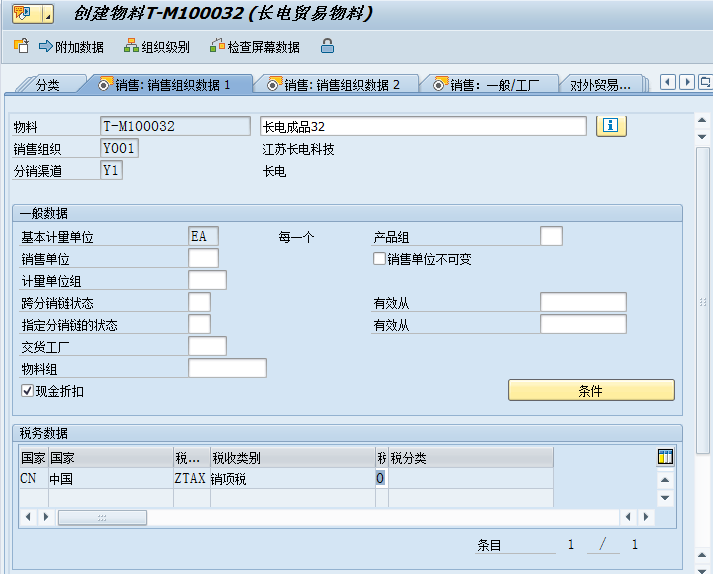 创建物料T-M100032 (长电贸易物料)
附加数据 组织级别 检查屏幕数据
分类 销售: 销售组织数据 1 销售: 销售组织数据 2 销售: 一般/工厂 对外贸易...
物料 T-M100032 长电成品32
销售组织 Y001 江苏长电科技
分销渠道 Y1 长电
一般数据
基本计量单位 EA 每一个 产品组
销售单位 销售单位不可变
计量单位组
跨分销链状态 有效从
指定分销链的状态 有效从
交货工厂
物料组
现金折扣 条件
税务数据
国家 国家 税... 税收类别 税 税分类
CN 中国 ZTAX 销项税 0
条目 1 / 1